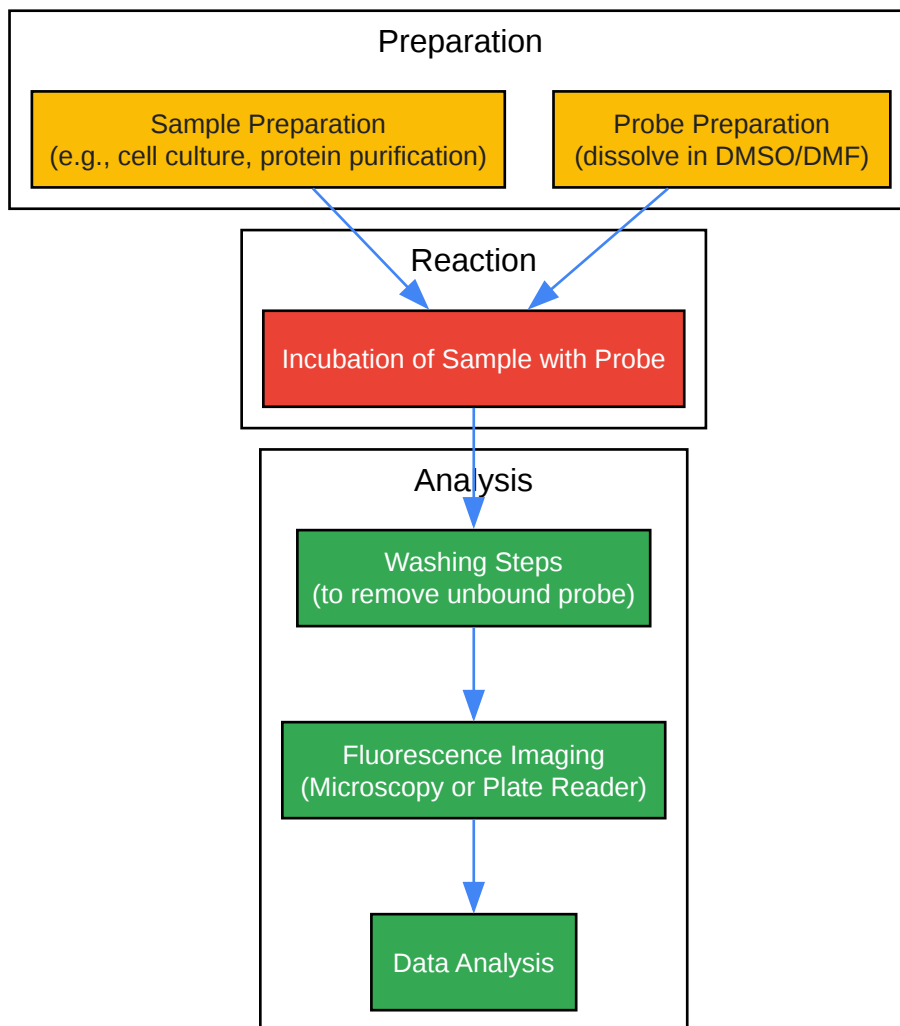 Preparation
Sample Preparation
(e.g., cell culture, protein purification)
Probe Preparation
(dissolve in DMSO/DMF)
Reaction
Incubation of Sample with Probe
Analysis
Washing Steps
(to remove unbound probe)
Fluorescence Imaging
(Microscopy or Plate Reader)
Data Analysis